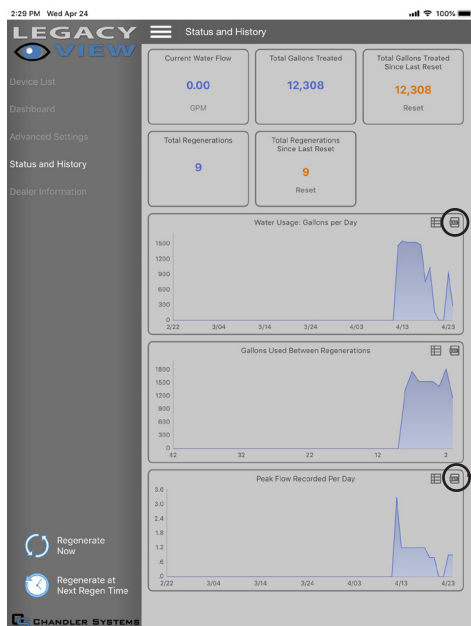 2:29 PM Wed Apr 24
100%
LEGACY
VIEW
Device List
Dashboard
Advanced Settings
Status and History
Dealer Information
Regenerate
Now
Regenerate at
Next Regen Time
CHANDLER SYSTEMS
Status and History
Current Water Flow
0.00
GPM
Total Gallons Treated
12,308
Total Gallons Treated
Since Last Reset
12,308
Reset
Total Regenerations
9
Total Regenerations
Since Last Reset
9
Reset
Water Usage: Gallons per Day
1500
1200
900
600
300
0
2/22 3/04 3/14 3/24 4/03 4/13 4/23
Gallons Used Between Regenerations
1800
1500
1200
900
600
300
0
42 32 22 12 2
Peak Flow Recorded Per Day
3.6
3.0
2.4
1.8
1.2
.6
.0
2/22 3/04 3/14 3/24 4/03 4/13 4/23